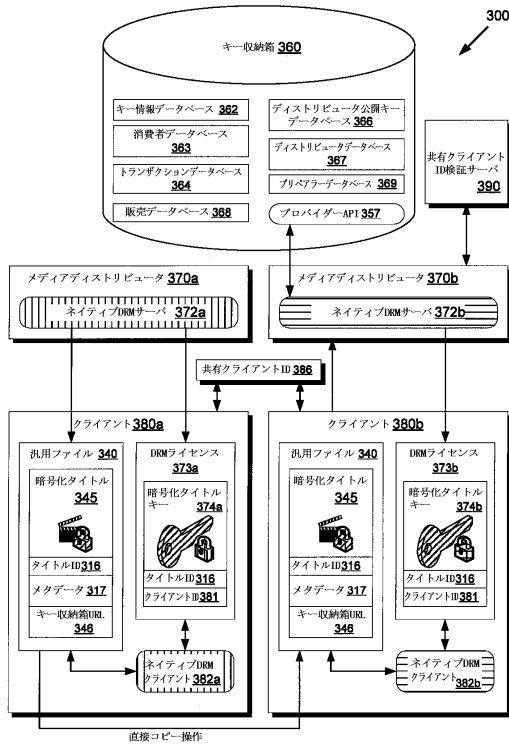 300
キー収納箱 360
キー情報データベース 362
消費者データベース
363
トランザクションデータベース
364
販売データベース 368
ディストリビュータ公開キー
データベース 366
ディストリビュータデータベース
367
プリペアラーデータベース 369
プロバイダーAPI 357
共有クライアント
ID検証サーバ
390
メディアディストリビュータ 370a
ネイティブDRMサーバ 372a
メディアディストリビュータ 370b
ネイティブDRMサーバ 372b
共有クライアントID 386
クライアント 380a
汎用ファイル 340
暗号化タイトル
345
タイトルID 316
メタデータ 317
キー収納箱URL
346
DRMライセンス
373a
暗号化タイトル
キー 374a
タイトルID 316
クライアントID 381
ネイティブDRM
クライアント 382a
クライアント 380b
汎用ファイル 340
暗号化タイトル
345
タイトルID 316
メタデータ 317
キー収納箱URL
346
DRMライセンス
373b
暗号化タイトル
キー 374b
タイトルID 316
クライアントID 381
ネイティブDRM
クライアント 382b
直接コピー操作